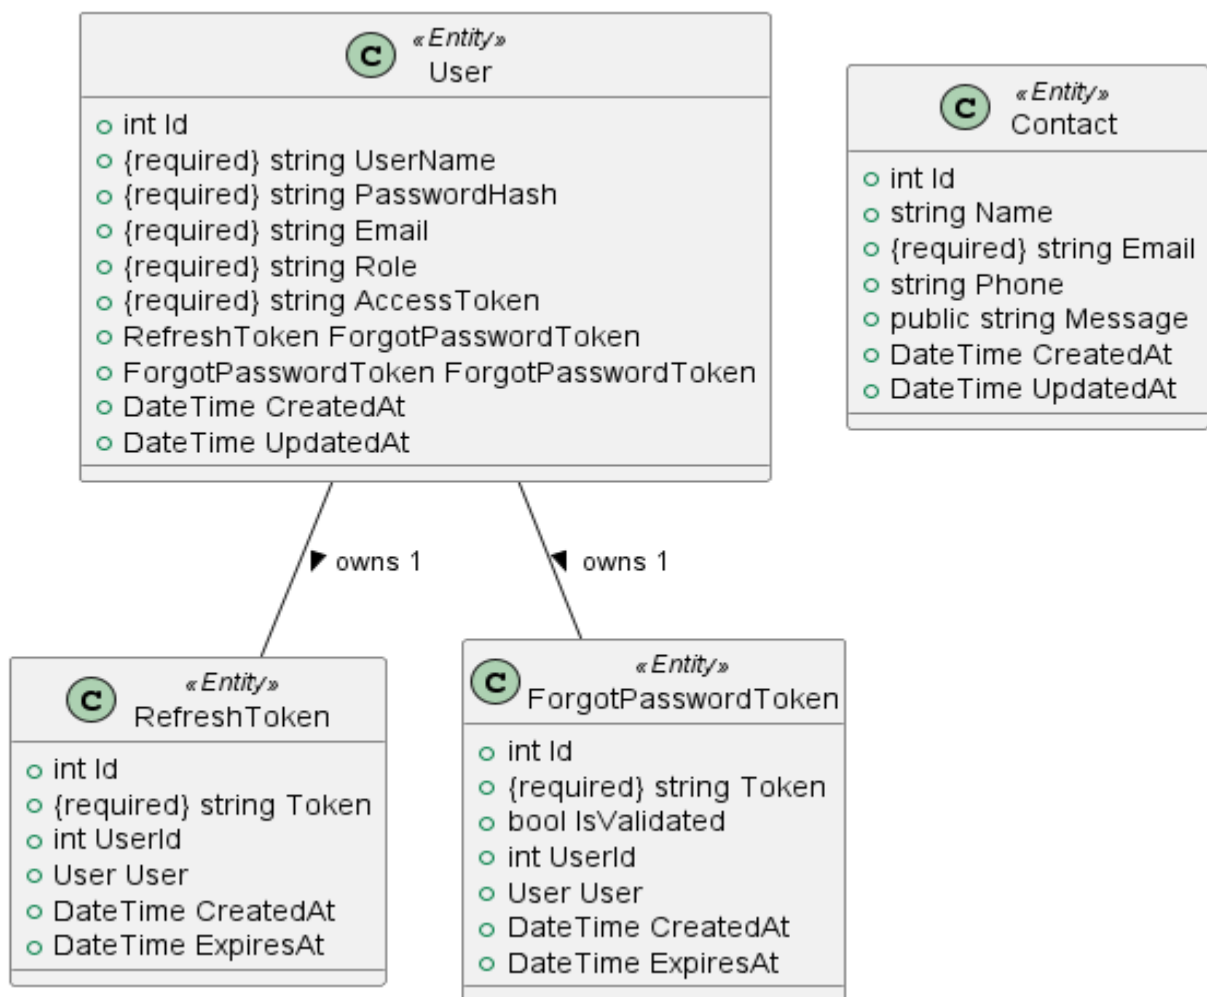 C
«Entity»
User
int Id
{required} string UserName
{required} string PasswordHash
{required} string Email
{required} string Role
{required} string AccessToken
RefreshToken ForgotPasswordToken
ForgotPasswordToken ForgotPasswordToken
DateTime CreatedAt
DateTime UpdatedAt
C
«Entity»
Contact
int Id
string Name
{required} string Email
string Phone
public string Message
DateTime CreatedAt
DateTime UpdatedAt
owns 1
owns 1
C
«Entity»
RefreshToken
int Id
{required} string Token
int UserId
User User
DateTime CreatedAt
DateTime ExpiresAt
C
«Entity»
ForgotPasswordToken
int Id
{required} string Token
bool IsValidated
int UserId
User User
DateTime CreatedAt
DateTime ExpiresAt